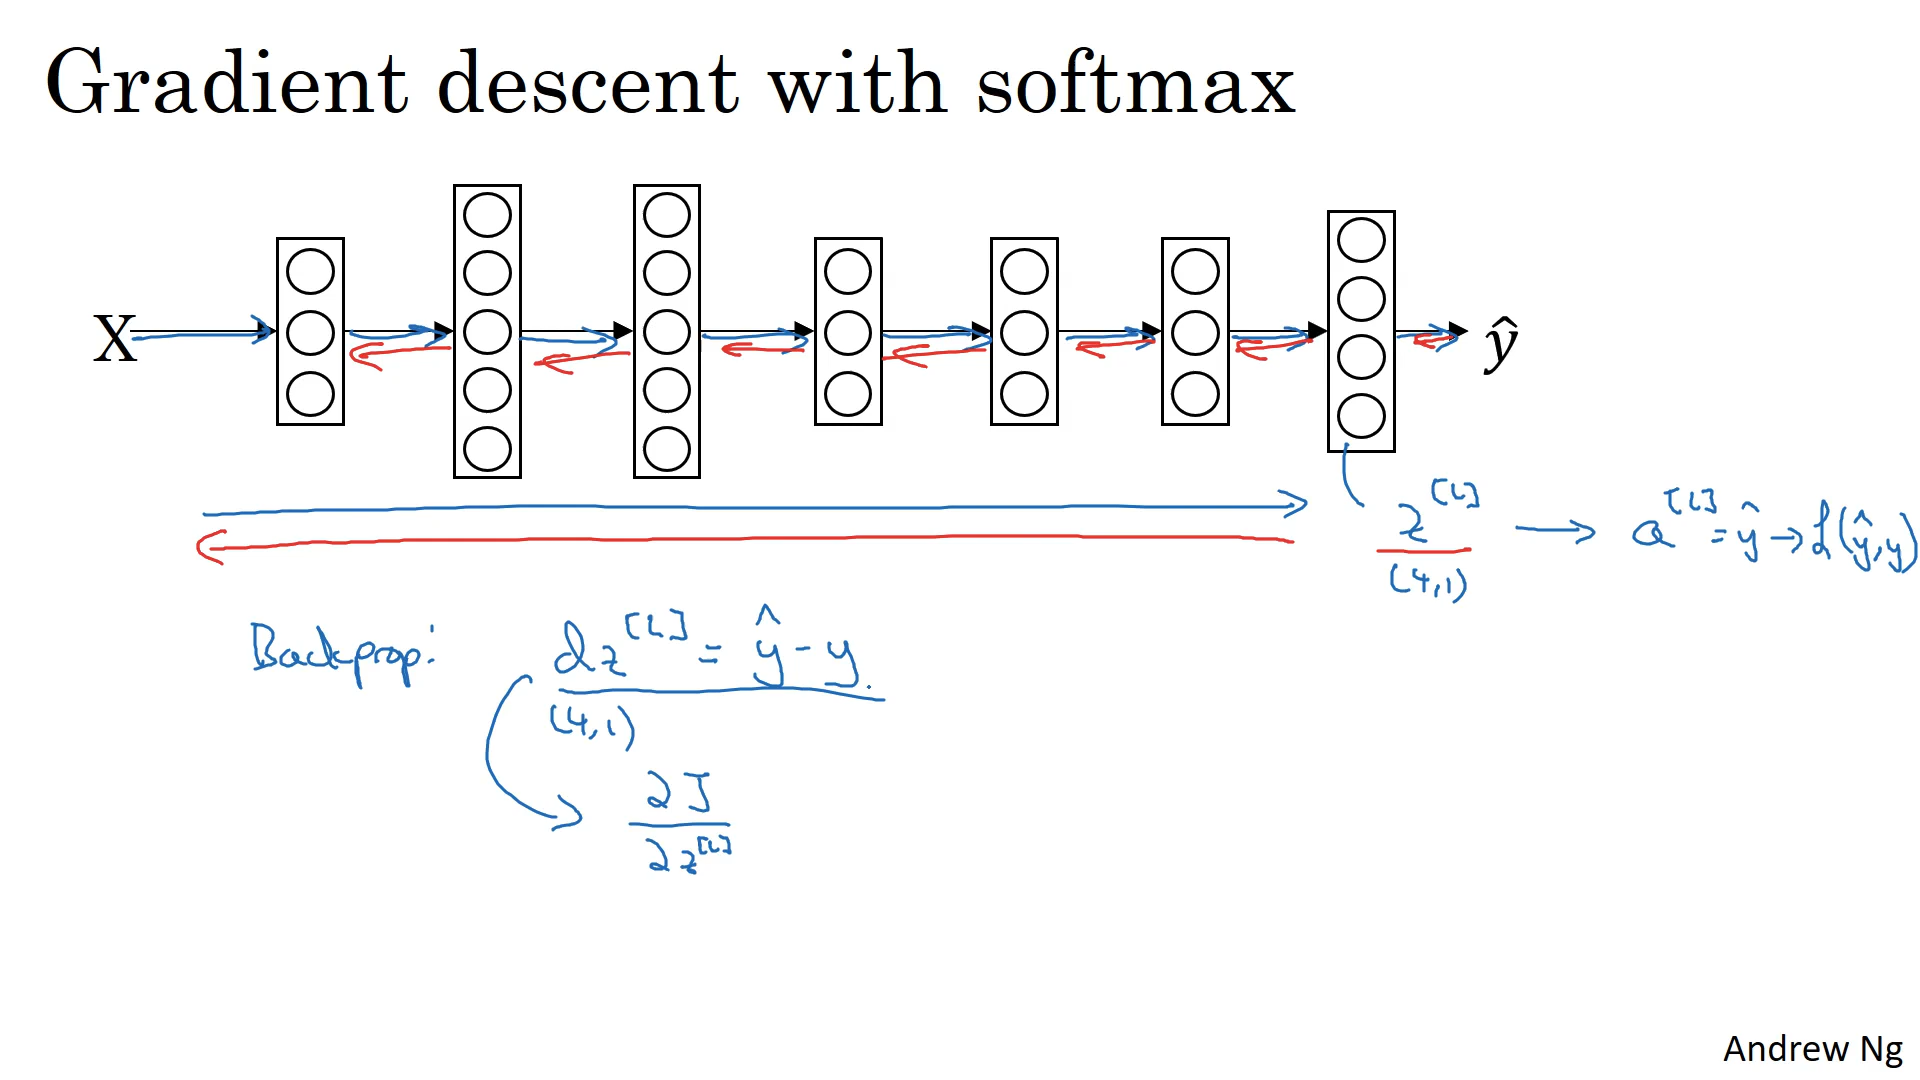 Gradient descent with softmax
X ŷ
z^[L] → a^[L] = ŷ → ℒ(ŷ, y)
(4,1)
Backprop: dz^[L] = ŷ - y.
(4,1)
∂J
∂z^[L]
Andrew Ng